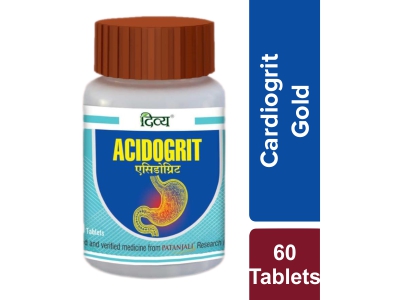 दिव्य
ACIDOGRIT
एसिडोग्रिट
Tablets
and verified medicine from PATANJALI Research
Cardiogrit
Gold
60
Tablets